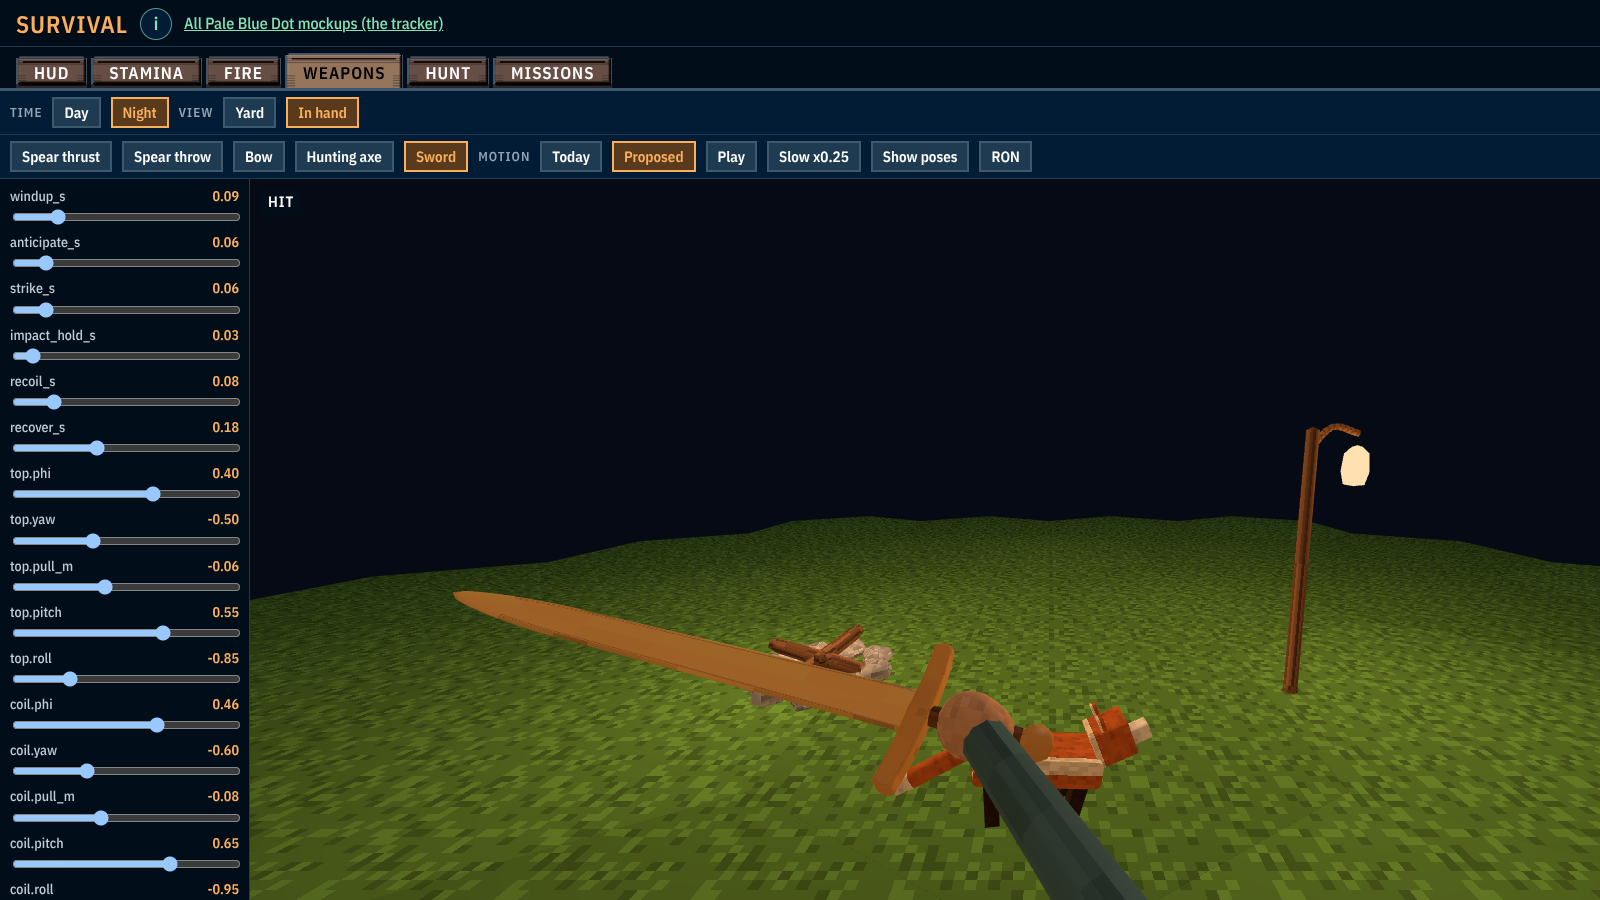 SURVIVAL i All Pale Blue Dot mockups (the tracker)
HUD STAMINA FIRE WEAPONS HUNT MISSIONS
TIME Day Night VIEW Yard In hand
Spear thrust Spear throw Bow Hunting axe Sword MOTION Today Proposed Play Slow x0.25 Show poses RON
windup_s 0.09
HIT
anticipate_s 0.06
strike_s 0.06
impact_hold_s 0.03
recoil_s 0.08
recover_s 0.18
top.phi 0.40
top.yaw -0.50
top.pull_m -0.06
top.pitch 0.55
top.roll -0.85
coil.phi 0.46
coil.yaw -0.60
coil.pull_m -0.08
coil.pitch 0.65
coil.roll -0.95